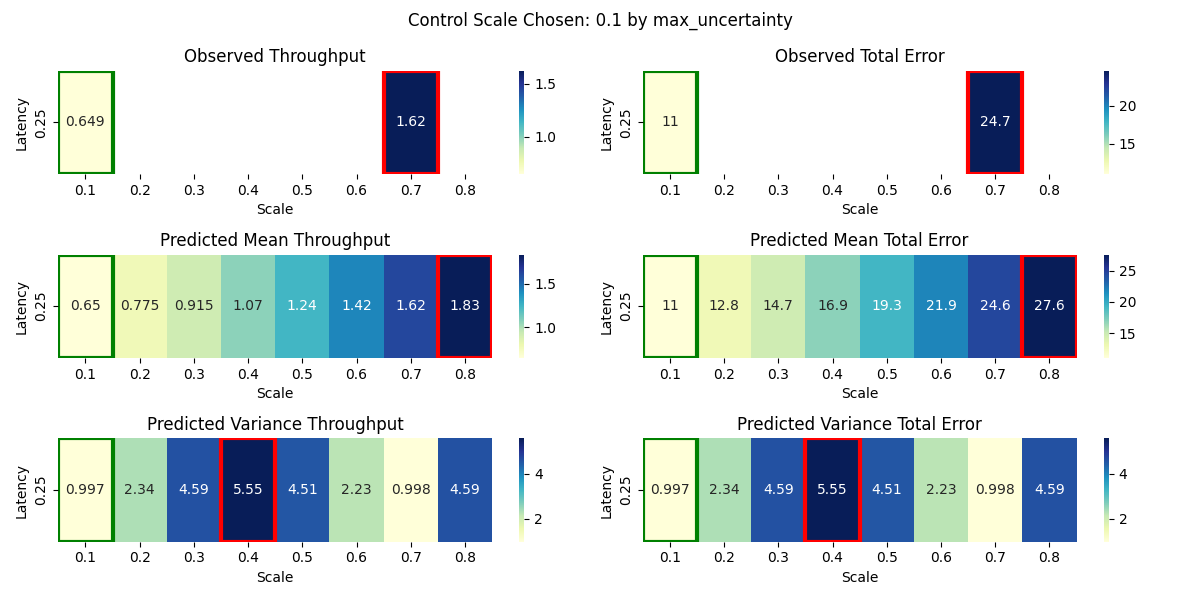 Control Scale Chosen: 0.1 by max_uncertainty
Observed Throughput
Latency
0.25
0.649
1.62
1.5
1.0
0.1 0.2 0.3 0.4 0.5 0.6 0.7 0.8
Scale
Observed Total Error
Latency
0.25
11
24.7
20
15
0.1 0.2 0.3 0.4 0.5 0.6 0.7 0.8
Scale
Predicted Mean Throughput
Latency
0.25
0.65 0.775 0.915 1.07 1.24 1.42 1.62 1.83
1.5
1.0
0.1 0.2 0.3 0.4 0.5 0.6 0.7 0.8
Scale
Predicted Mean Total Error
Latency
0.25
11 12.8 14.7 16.9 19.3 21.9 24.6 27.6
25
20
15
0.1 0.2 0.3 0.4 0.5 0.6 0.7 0.8
Scale
Predicted Variance Throughput
Latency
0.25
0.997 2.34 4.59 5.55 4.51 2.23 0.998 4.59
4
2
0.1 0.2 0.3 0.4 0.5 0.6 0.7 0.8
Scale
Predicted Variance Total Error
Latency
0.25
0.997 2.34 4.59 5.55 4.51 2.23 0.998 4.59
4
2
0.1 0.2 0.3 0.4 0.5 0.6 0.7 0.8
Scale